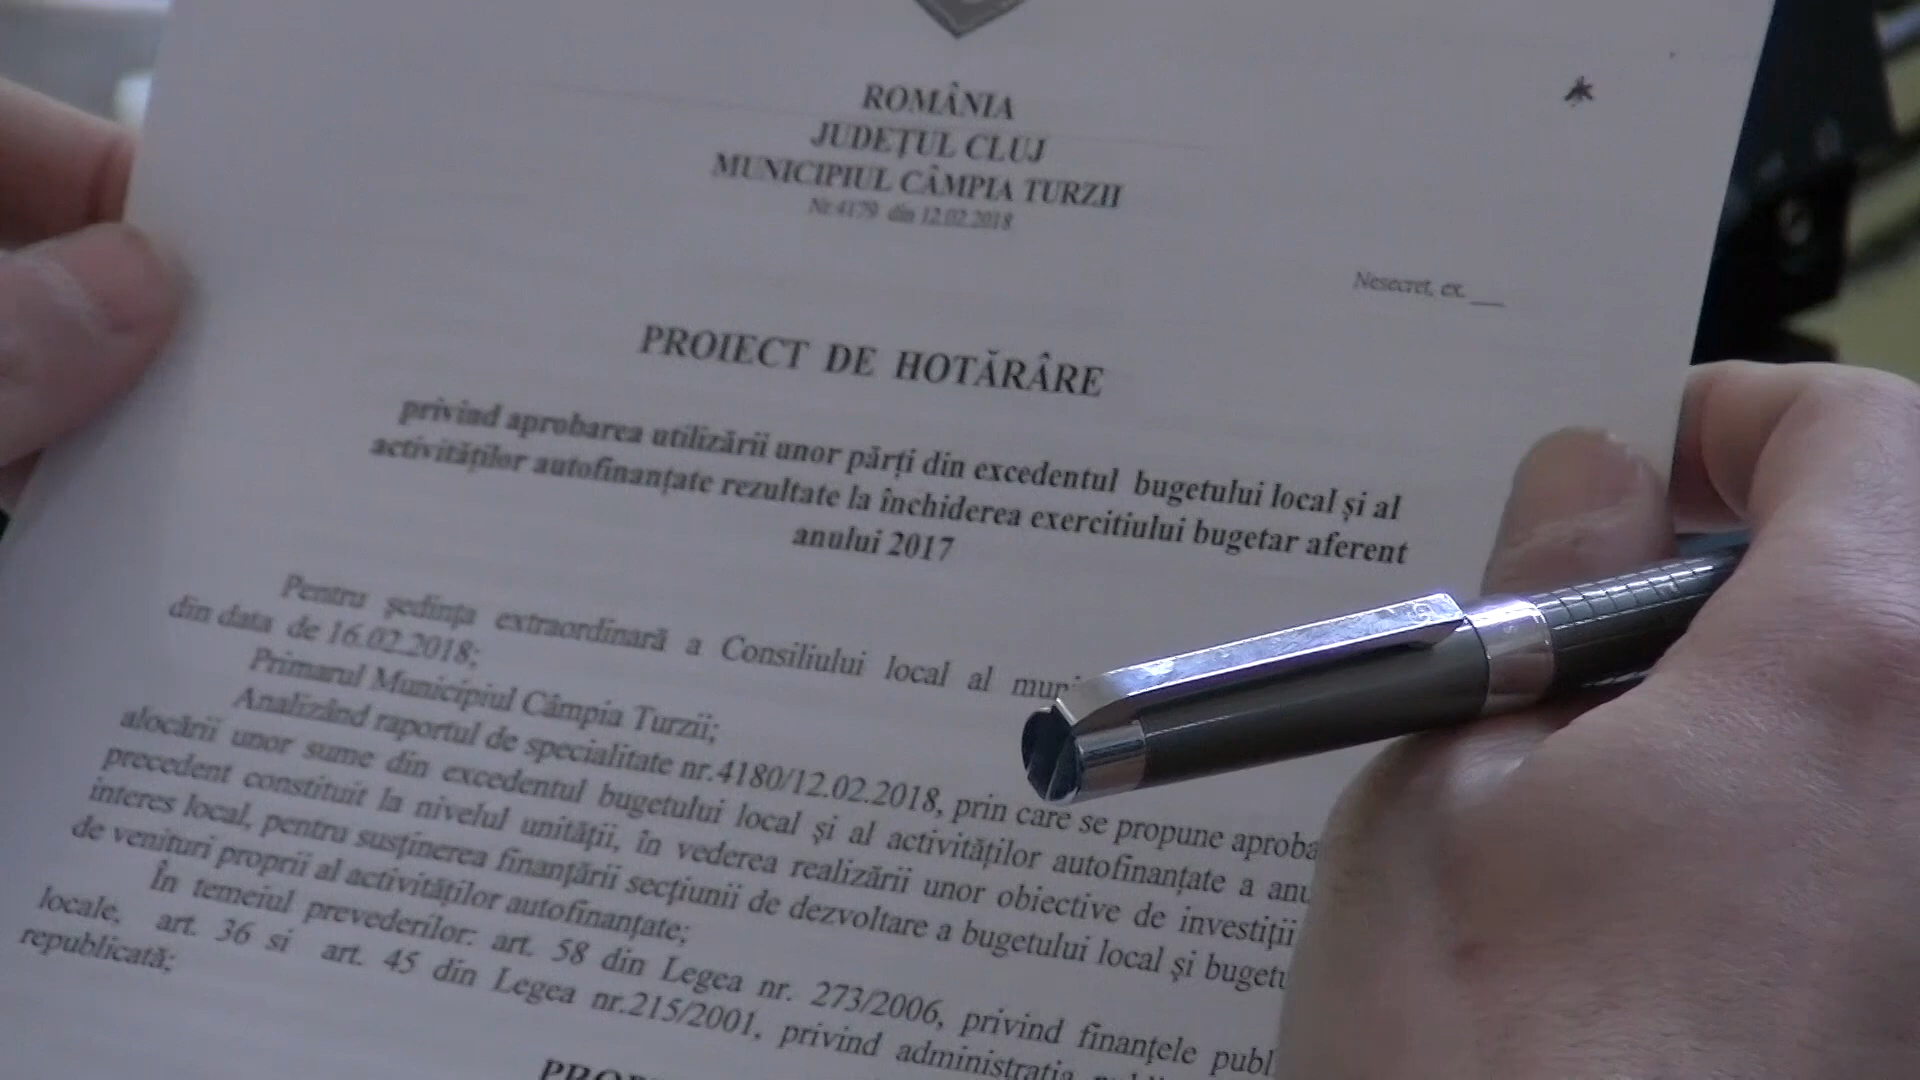 ROMÂNIA
JUDEŢUL CLUJ
MUNICIPIUL CÂMPIA TURZII
Nr.4179 din 12.02.2018
Nesecret, ex. __
PROIECT DE HOTĂRÂRE
privind aprobarea utilizării unor părți din excedentul bugetului local și al
activităților autofinanțate rezultate la închiderea exercitiului bugetar aferent
anului 2017
Pentru ședința extraordinară a Consiliului local al
din data de 16.02.2018;
Primarul Municipiul Câmpia Turzii;
Analizând raportul de specialitate nr.4180/12.02.2018, prin care se propune
alocării unor sume din excedentul bugetului local și al activităților autofinanțate a
precedent constituit la nivelul unității, în vederea realizării unor obiective de investiții
interes local, pentru susținerea finanțării secțiunii de dezvoltare a bugetului local și
de venituri proprii al activităților autofinanțate;
În temeiul prevederilor: art. 58 din Legea nr. 273/2006, privind finanțele
locale, art. 36 si art. 45 din Legea nr.215/2001, privind
republicată;